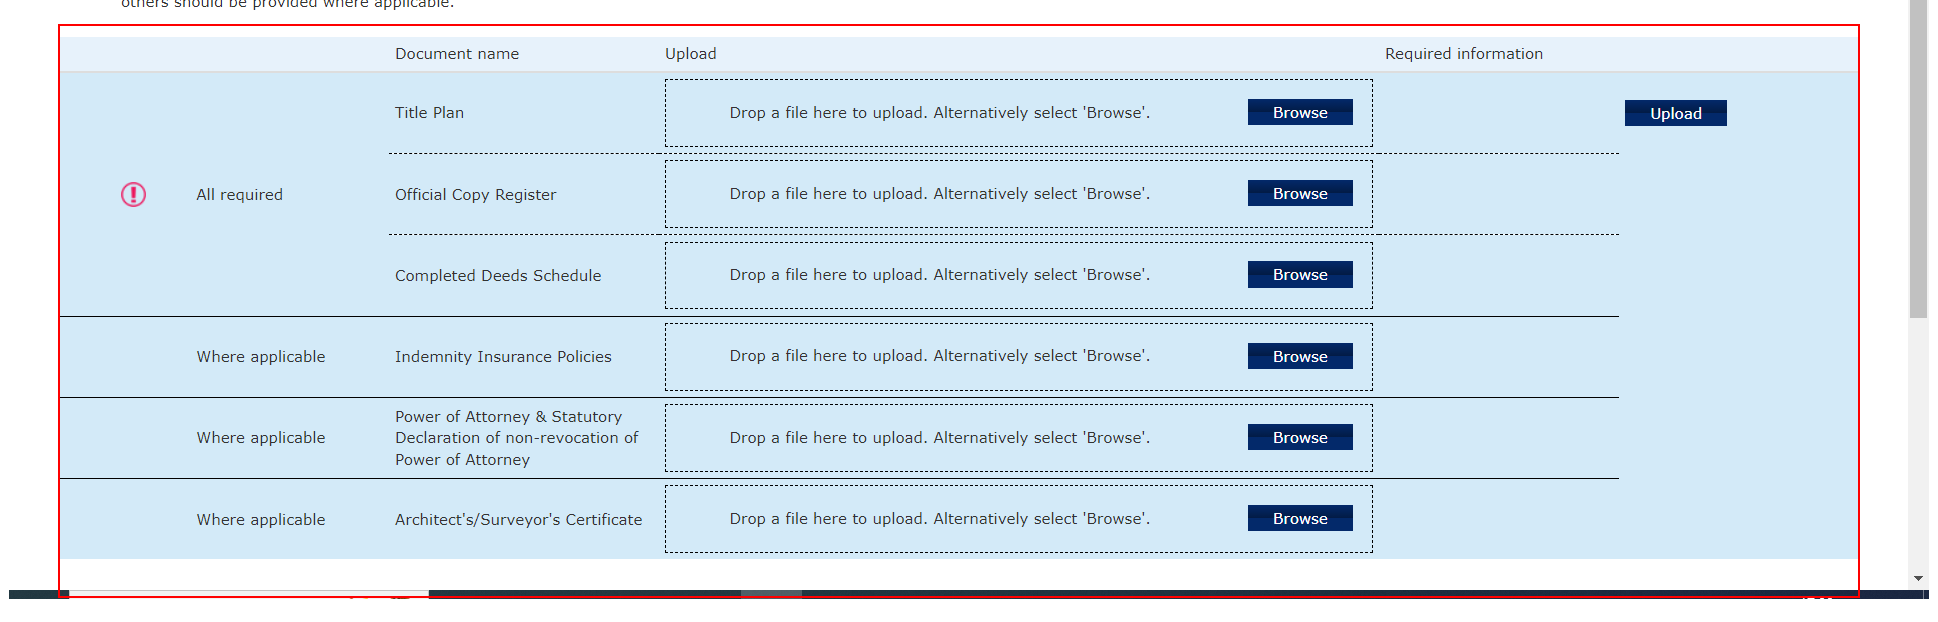 others should be provided where applicable.
Document name Upload Required information
Title Plan Drop a file here to upload. Alternatively select 'Browse'. Browse Upload
All required Official Copy Register Drop a file here to upload. Alternatively select 'Browse'. Browse
Completed Deeds Schedule Drop a file here to upload. Alternatively select 'Browse'. Browse
Where applicable Indemnity Insurance Policies Drop a file here to upload. Alternatively select 'Browse'. Browse
Power of Attorney & Statutory
Where applicable Declaration of non-revocation of Drop a file here to upload. Alternatively select 'Browse'. Browse
Power of Attorney
Where applicable Architect's/Surveyor's Certificate Drop a file here to upload. Alternatively select 'Browse'. Browse